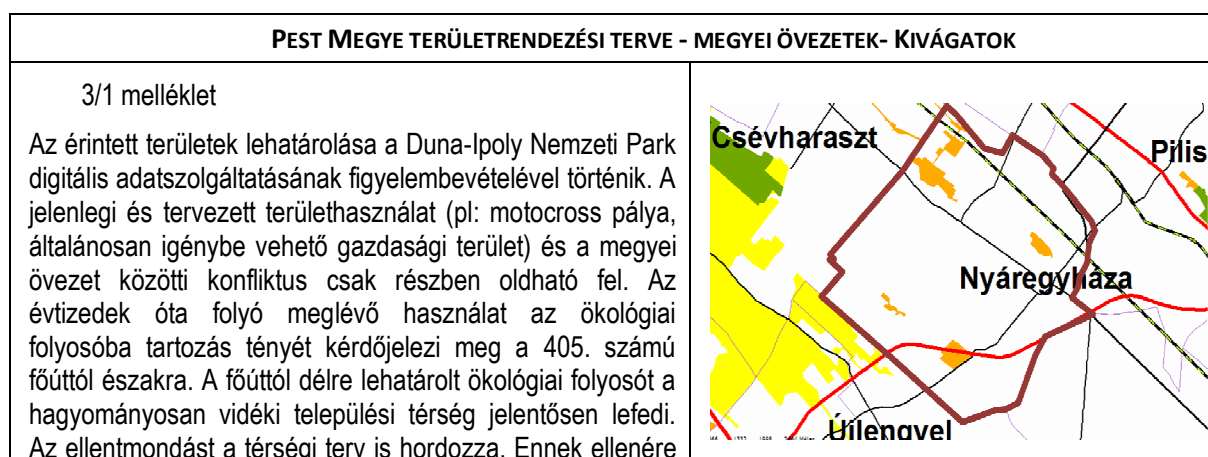 PEST MEGYE TERÜLETRENDEZÉSI TERVE - MEGYEI ÖVEZETEK- KIVÁGATOK
3/1 melléklet
Az érintett területek lehatárolása a Duna-Ipoly Nemzeti Park
digitális adatszolgáltatásának figyelembevételével történik. A
jelenlegi és tervezett területhasználat (pl: motocross pálya,
általánosan igénybe vehető gazdasági terület) és a megyei
övezet közötti konfliktus csak részben oldható fel. Az
évtizedek óta folyó meglévő használat az ökológiai
folyosóba tartozás tényét kérdőjelezi meg a 405. számú
főúttól északra. A főúttól délre lehatárolt ökológiai folyosót a
hagyományosan vidéki települési térség jelentősen lefedi.
Az ellentmondást a térségi terv is hordozza. Ennek ellenére
Csévharaszt
Pilis
Nyáregyháza
Újlengyel